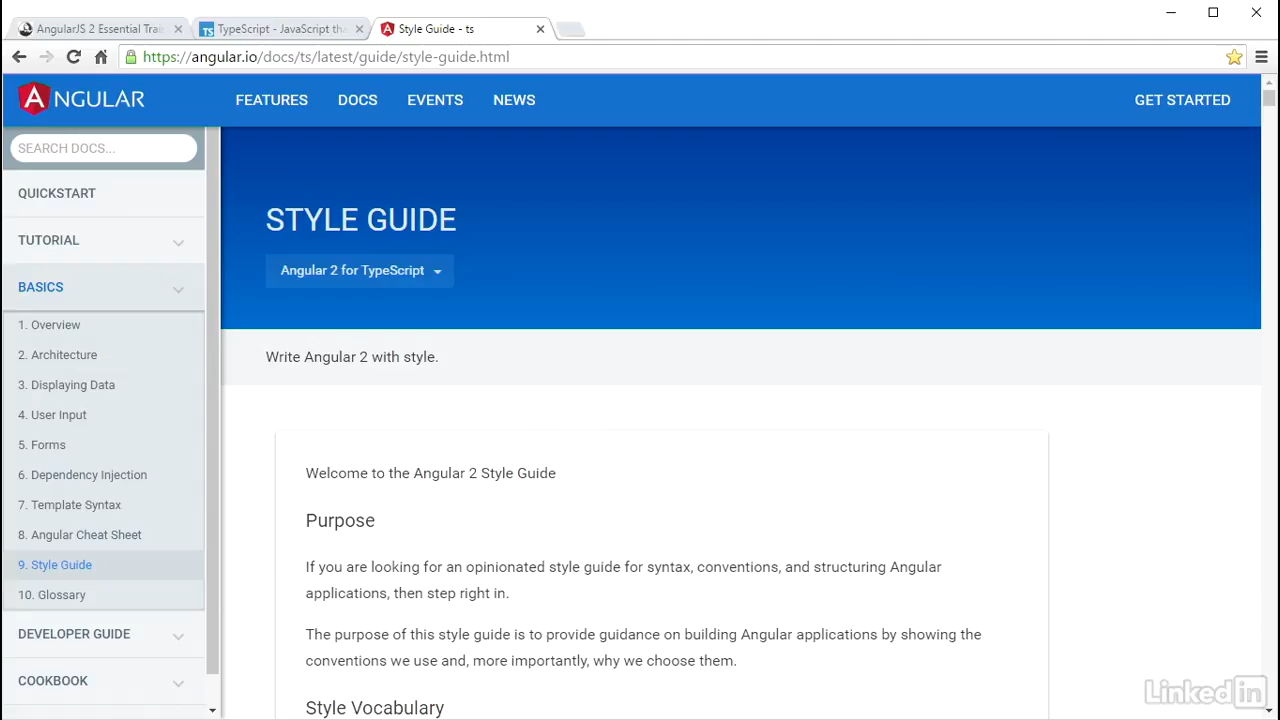 AngularJS 2 Essential Trai
TypeScript - JavaScript tha
Style Guide - ts
https://angular.io/docs/ts/latest/guide/style-guide.html
ANGULAR
FEATURES
DOCS
EVENTS
NEWS
GET STARTED
SEARCH DOCS...
QUICKSTART
TUTORIAL
BASICS
1. Overview
2. Architecture
3. Displaying Data
4. User Input
5. Forms
6. Dependency Injection
7. Template Syntax
8. Angular Cheat Sheet
9. Style Guide
10. Glossary
DEVELOPER GUIDE
COOKBOOK
STYLE GUIDE
Angular 2 for TypeScript
Write Angular 2 with style.
Welcome to the Angular 2 Style Guide
Purpose
If you are looking for an opinionated style guide for syntax, conventions, and structuring Angular
applications, then step right in.
The purpose of this style guide is to provide guidance on building Angular applications by showing the
conventions we use and, more importantly, why we choose them.
Style Vocabulary
LinkedIn